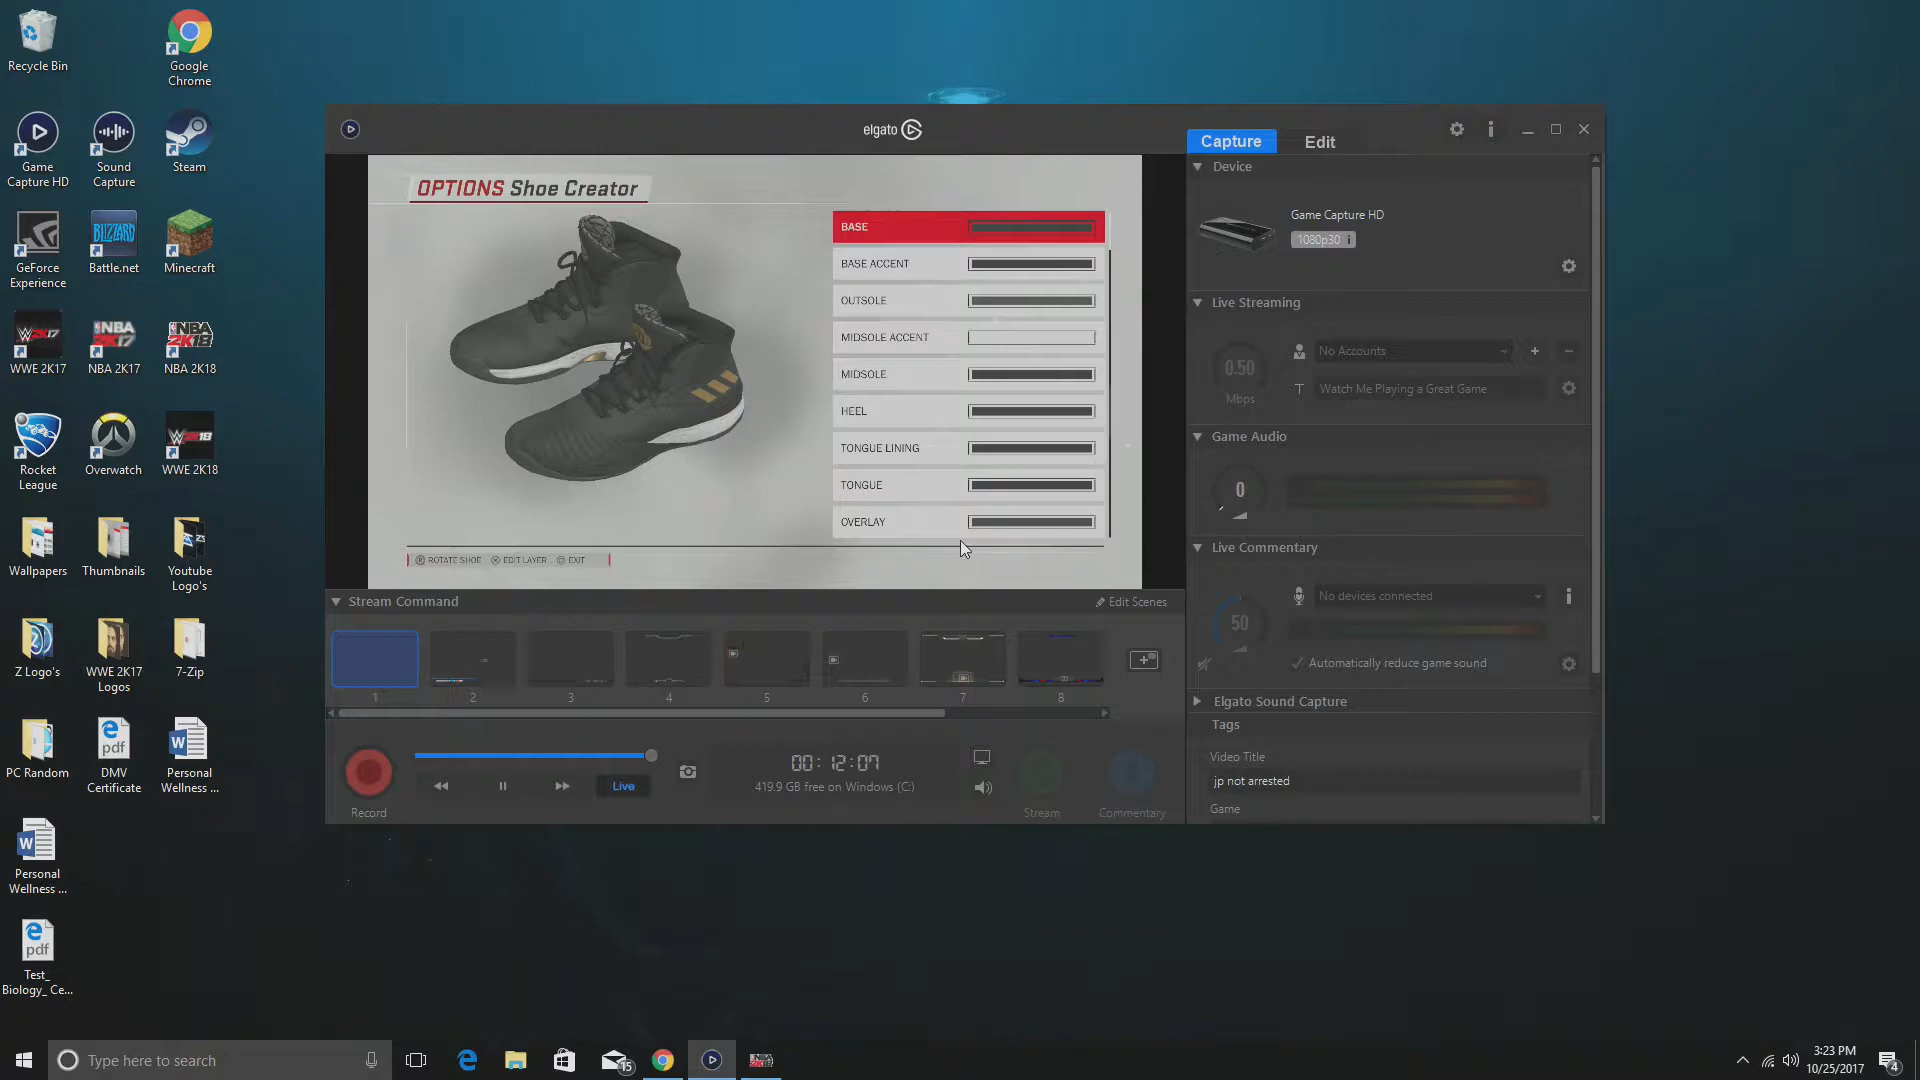 Recycle Bin
Google
Chrome
Game
Capture HD
Sound
Capture
Steam
GeForce
Experience
BLIZZARD
Battle.net
Minecraft
WWE 2K17
NBA 2K17
NBA
2K18
NBA 2K18
Rocket
League
Overwatch
WWE 2K18
Wallpapers
Thumbnails
Youtube
Logo's
Z Logo's
WWE 2K17
Logos
7-Zip
PC Random
pdf
DMV
Certificate
Personal
Wellness ...
Personal
Wellness ...
pdf
Test_
Biology_ Ce...
elgato
Capture
Edit
OPTIONS Shoe Creator
BASE
BASE ACCENT
OUTSOLE
MIDSOLE ACCENT
MIDSOLE
HEEL
TONGUE LINING
TONGUE
OVERLAY
ROTATE SHOE
EDIT LAYER
EXIT
Device
Game Capture HD
1080p30 i
Live Streaming
0.50
Mbps
No Accounts
T
Watch Me Playing a Great Game
Game Audio
0
Live Commentary
50
No devices connected
Automatically reduce game sound
Elgato Sound Capture
Tags
Video Title
jp not arrested
Game
Stream Command
Edit Scenes
1
2
3
4
5
6
7
8
Record
Live
00: 12:07
419.9 GB free on Windows (C:)
Stream
Commentary
Type here to search
15
3:23 PM
10/25/2017
4